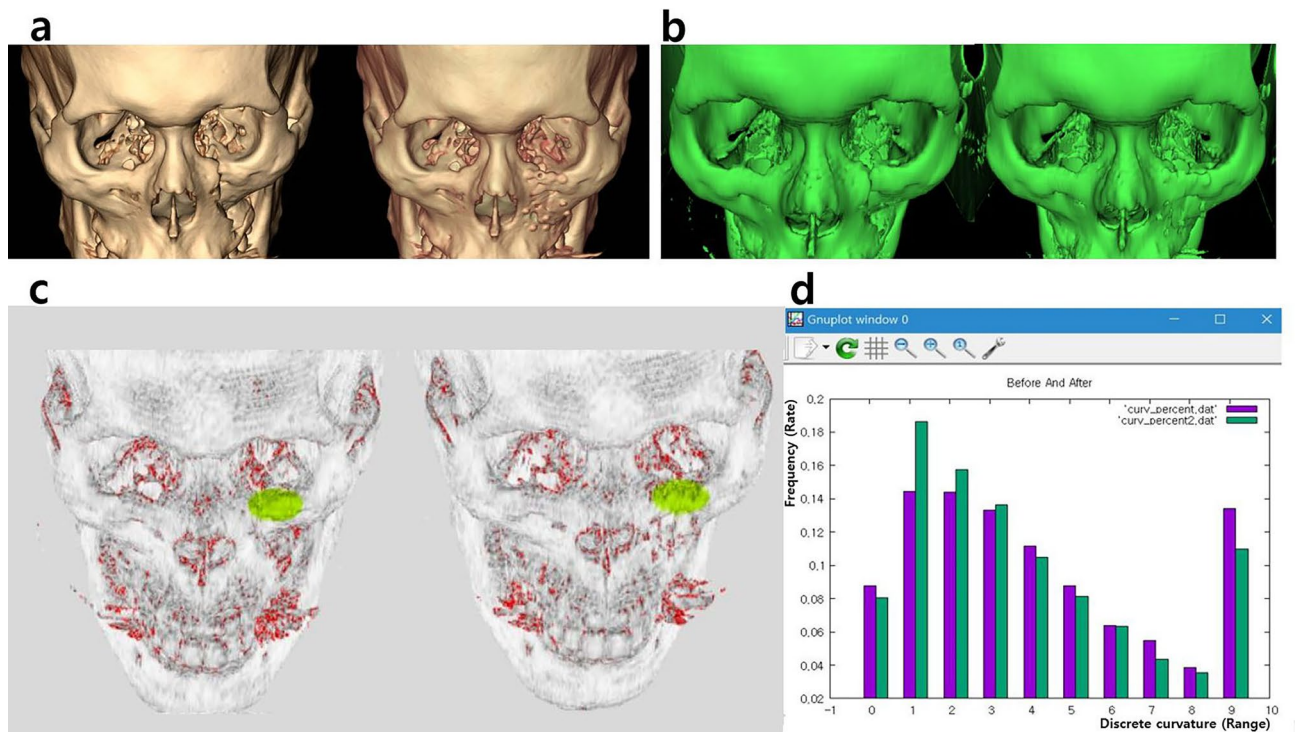 a
b
c
d
Gnuplot window 0
Before And After
'curv_percent.dat'
'curv_percent2.dat'
Frequency (Rate)
0.2
0.18
0.16
0.14
0.12
0.1
0.08
0.06
0.04
0.02
-1 0 1 2 3 4 5 6 7 8 9 10
Discrete curvature (Range)